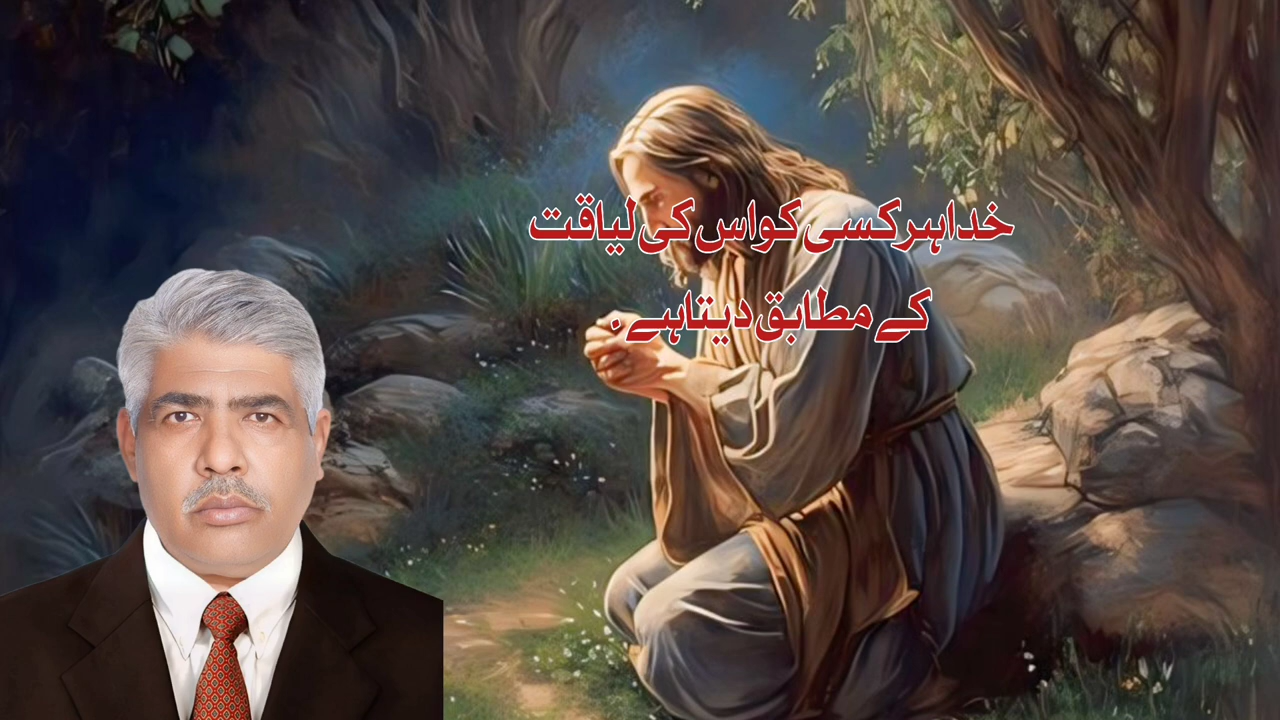 خدا ہر کسی کو اس کی لیاقت
کے مطابق دیتا ہے.